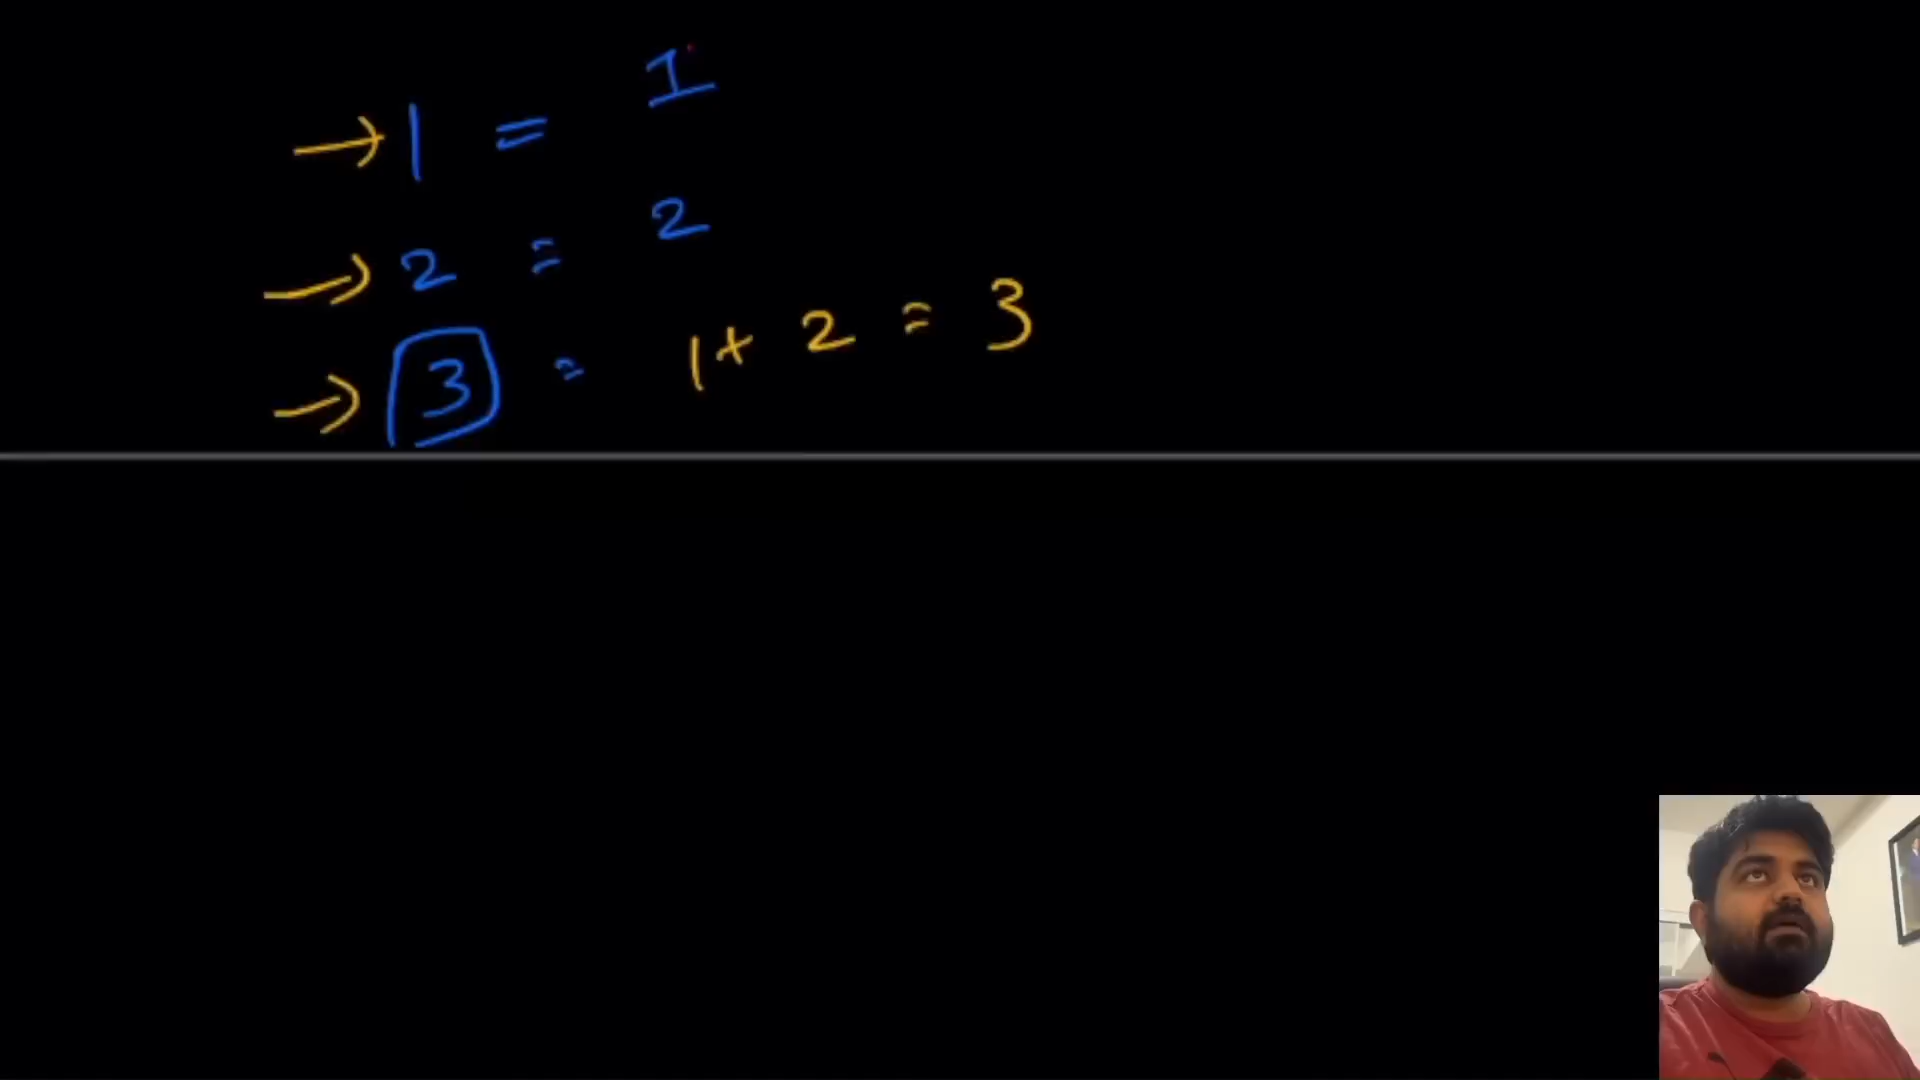 → 1 = 1
→ 2 = 2
→ 3 = 1 + 2 = 3